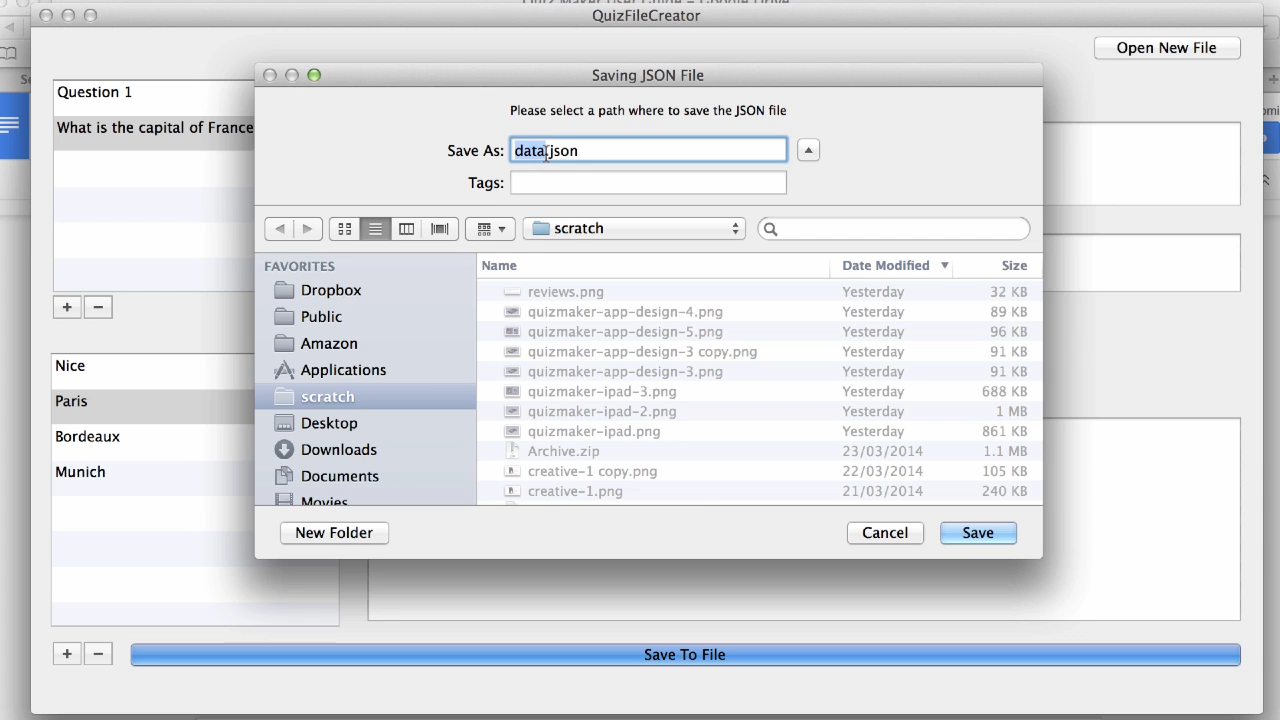 Quiz Maker User Guide - Google Drive
QuizFileCreator
Open New File
Saving JSON File
Question 1
Please select a path where to save the JSON file
What is the capital of France
Save As: data.json
Tags:
scratch
FAVORITES
Name Date Modified Size
Dropbox
reviews.png Yesterday 32 KB
Public
quizmaker-app-design-4.png Yesterday 89 KB
quizmaker-app-design-5.png Yesterday 96 KB
Amazon
quizmaker-app-design-3 copy.png Yesterday 91 KB
Applications
quizmaker-app-design-3.png Yesterday 91 KB
scratch
quizmaker-ipad-3.png Yesterday 688 KB
quizmaker-ipad-2.png Yesterday 1 MB
Desktop
quizmaker-ipad.png Yesterday 861 KB
Downloads
Archive.zip 23/03/2014 1.1 MB
Documents
creative-1 copy.png 22/03/2014 105 KB
Movies
creative-1.png 21/03/2014 240 KB
Nice
Paris
Bordeaux
Munich
New Folder
Cancel
Save
Save To File